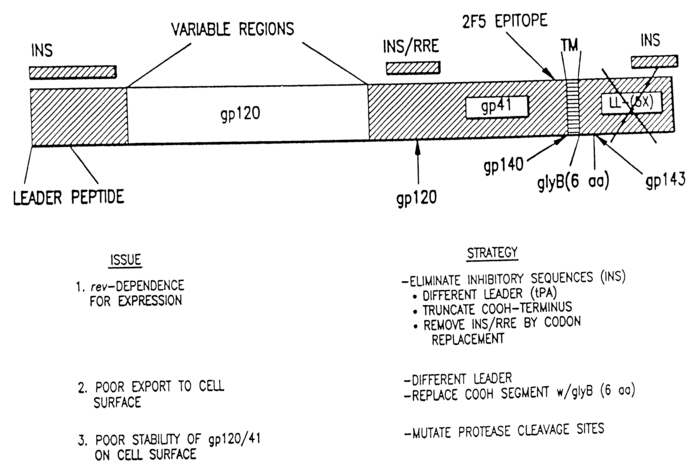 VARIABLE REGIONS
2F5 EPITOPE
INS
INS/RRE
TM
INS
gp120
gp41
LL-(5X)
LEADER PEPTIDE
gp120
gp140
glyB(6 aa)
gp143
ISSUE
1. rev-DEPENDENCE
FOR EXPRESSION
2. POOR EXPORT TO CELL
SURFACE
3. POOR STABILITY OF gp120/41
ON CELL SURFACE
STRATEGY
-ELIMINATE INHIBITORY SEQUENCES (INS)
• DIFFERENT LEADER (tPA)
• TRUNCATE COOH-TERMINUS
• REMOVE INS/RRE BY CODON
REPLACEMENT
-DIFFERENT LEADER
-REPLACE COOH SEGMENT w/glyB (6 aa)
-MUTATE PROTEASE CLEAVAGE SITES